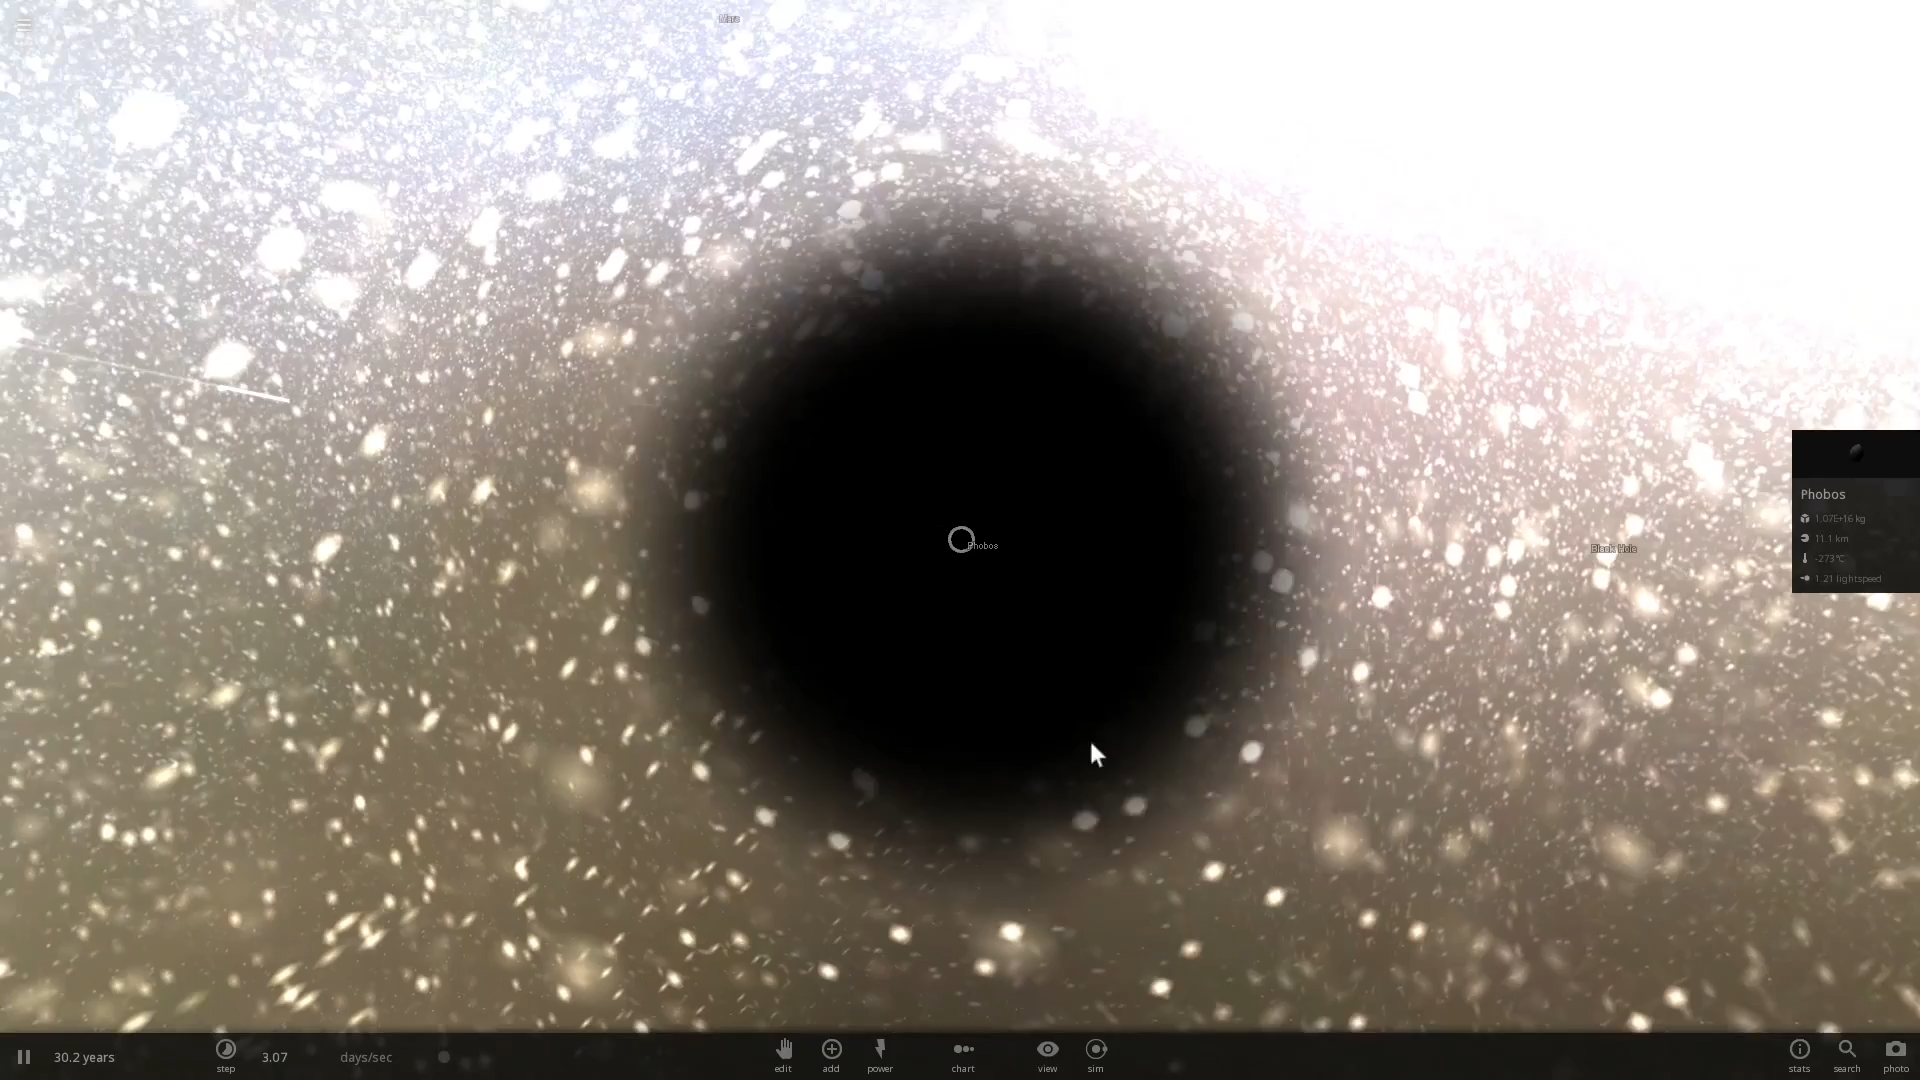 Mars
Phobos
Black Hole
Phobos
1.07E+16 kg
11.1 km
-273°C
1.21 lightspeed
30.2 years
step
3.07
days/sec
edit
add
power
chart
view
sim
stats
search
photo